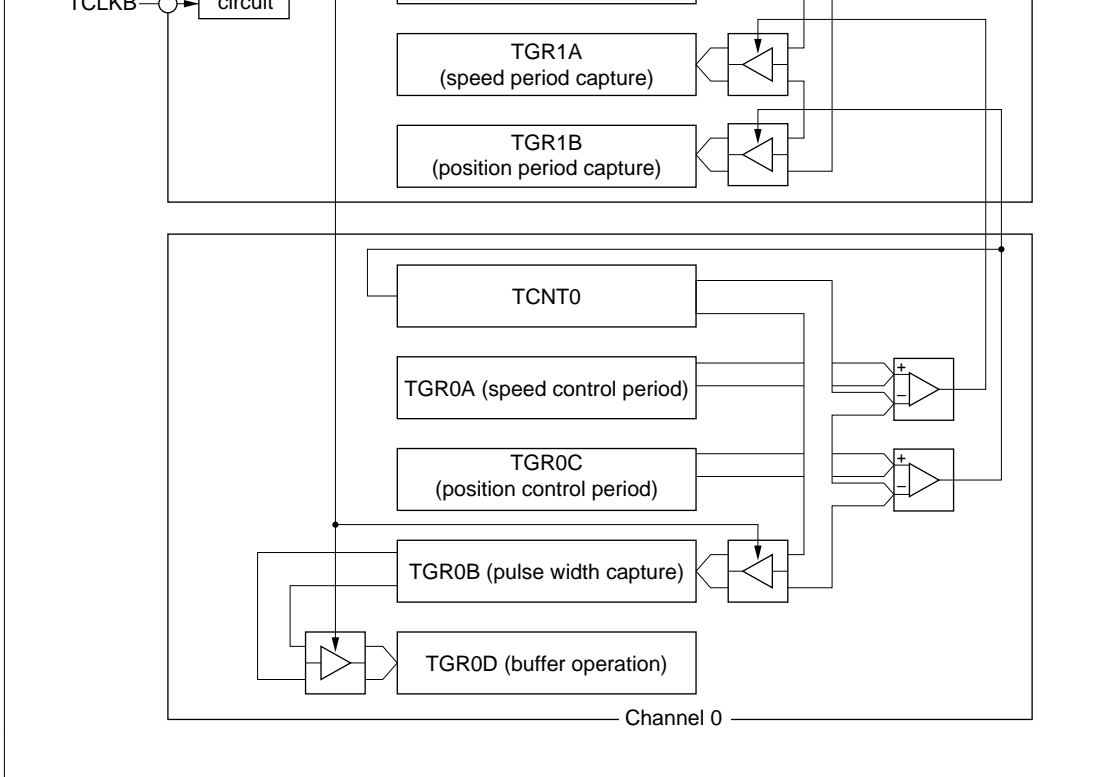 TCLKB
circuit
TGR1A
(speed period capture)
TGR1B
(position period capture)
TCNT0
TGR0A (speed control period)
+
−
TGR0C
(position control period)
+
−
TGR0B (pulse width capture)
TGR0D (buffer operation)
Channel 0